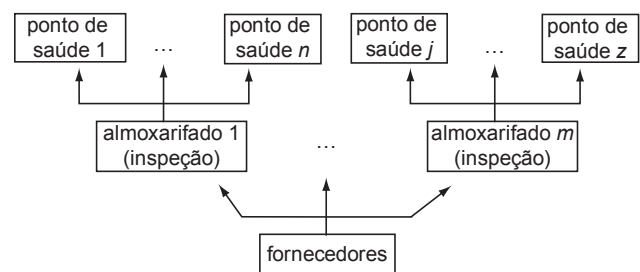 ponto de
saúde 1
...
ponto de
saúde n
ponto de
saúde j
...
ponto de
saúde z
almoxarifado 1
(inspeção)
...
almoxarifado m
(inspeção)
fornecedores